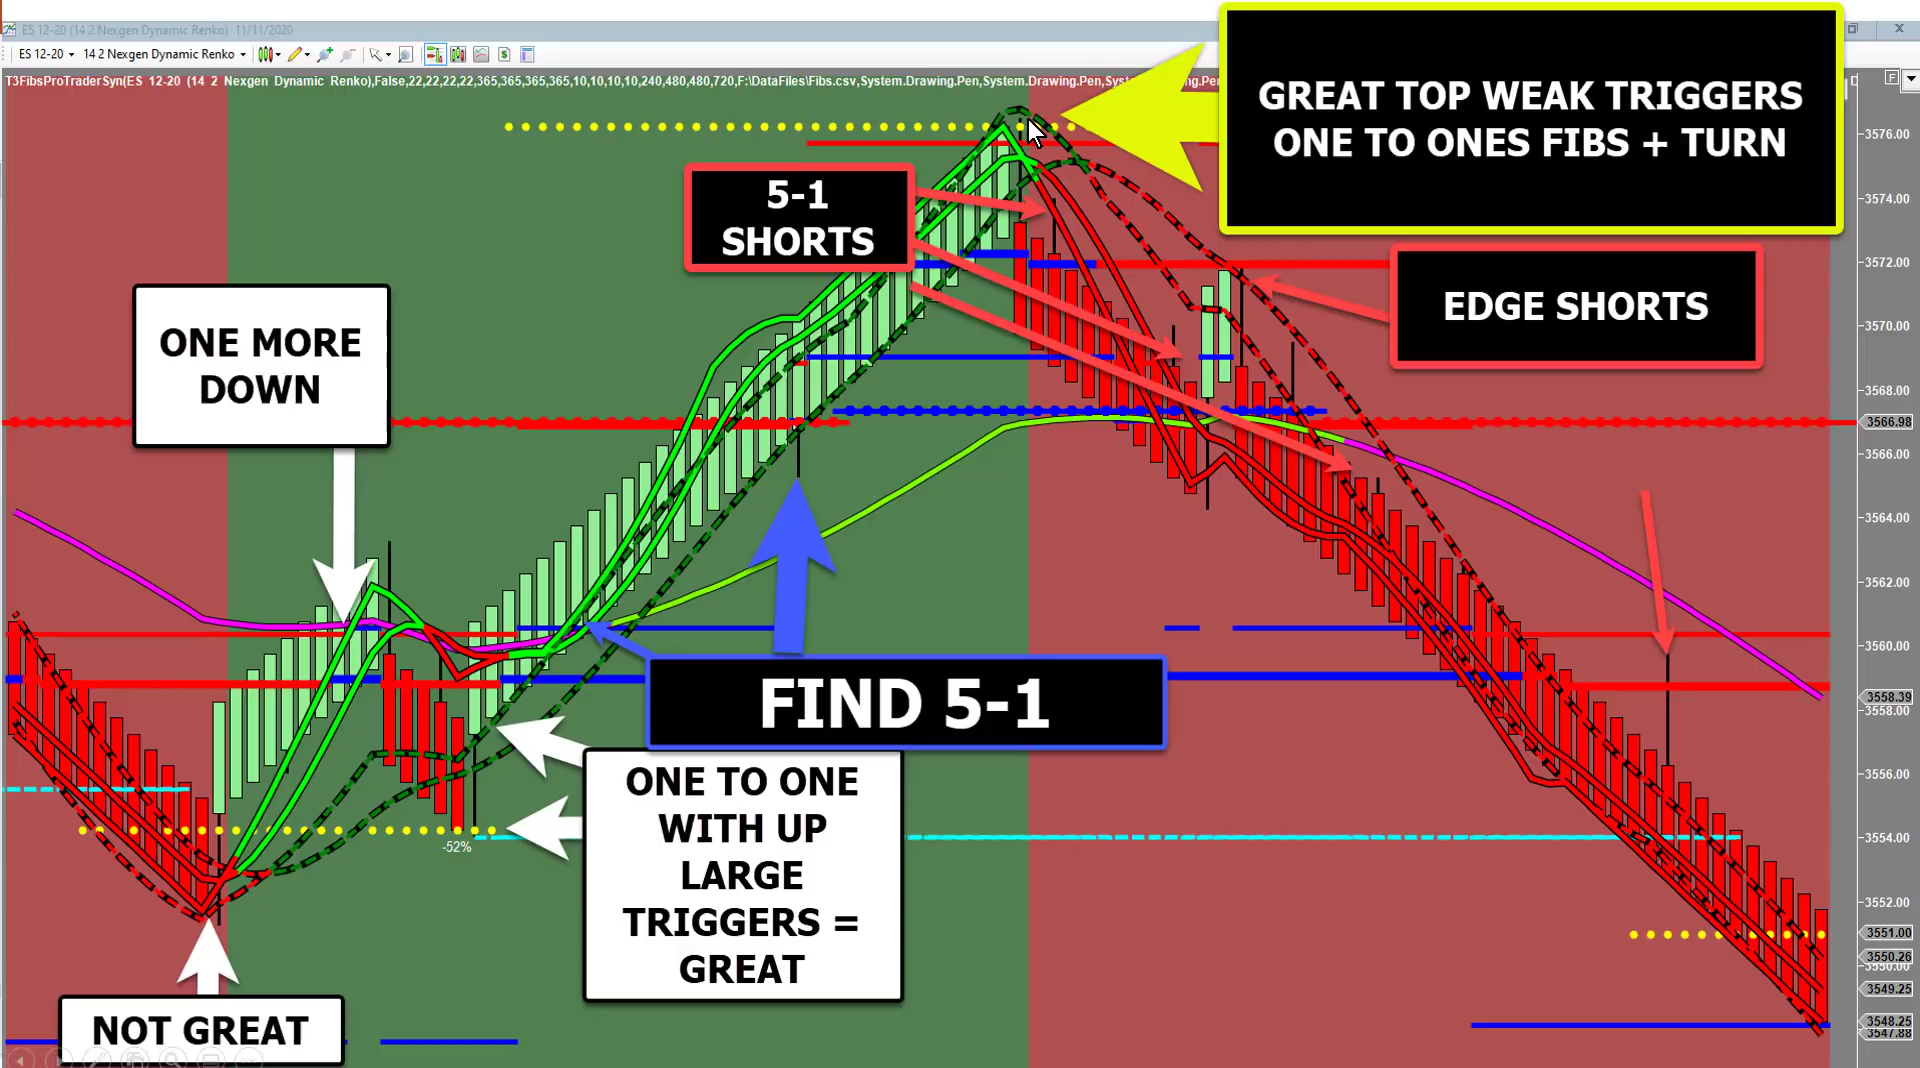 ES 12-20 (14 2 Nexgen Dynamic Renko) 11/11/2020
ES 12-20 14 2 Nexgen Dynamic Renko
T3FibsProTraderSyn(ES 12-20 (14 2 Nexgen Dynamic Renko),False,22,22,22,22,365,365,365,365,10,10,10,10,240,480,480,720,F:\DataFiles\Fibs.csv,System.Drawing.Pen,System.Drawing.Pen,System.Drawing.Pen,Sys
F
GREAT TOP WEAK TRIGGERS
ONE TO ONES FIBS + TURN
5-1
SHORTS
EDGE SHORTS
ONE MORE
DOWN
FIND 5-1
ONE TO ONE
WITH UP
LARGE
TRIGGERS =
GREAT
-52%
NOT GREAT
3576.00
3574.00
3572.00
3570.00
3568.00
3566.98
3566.00
3564.00
3562.00
3560.00
3558.39
3558.00
3556.00
3554.00
3552.00
3551.00
3550.26
3550.00
3549.25
3548.25
3547.88